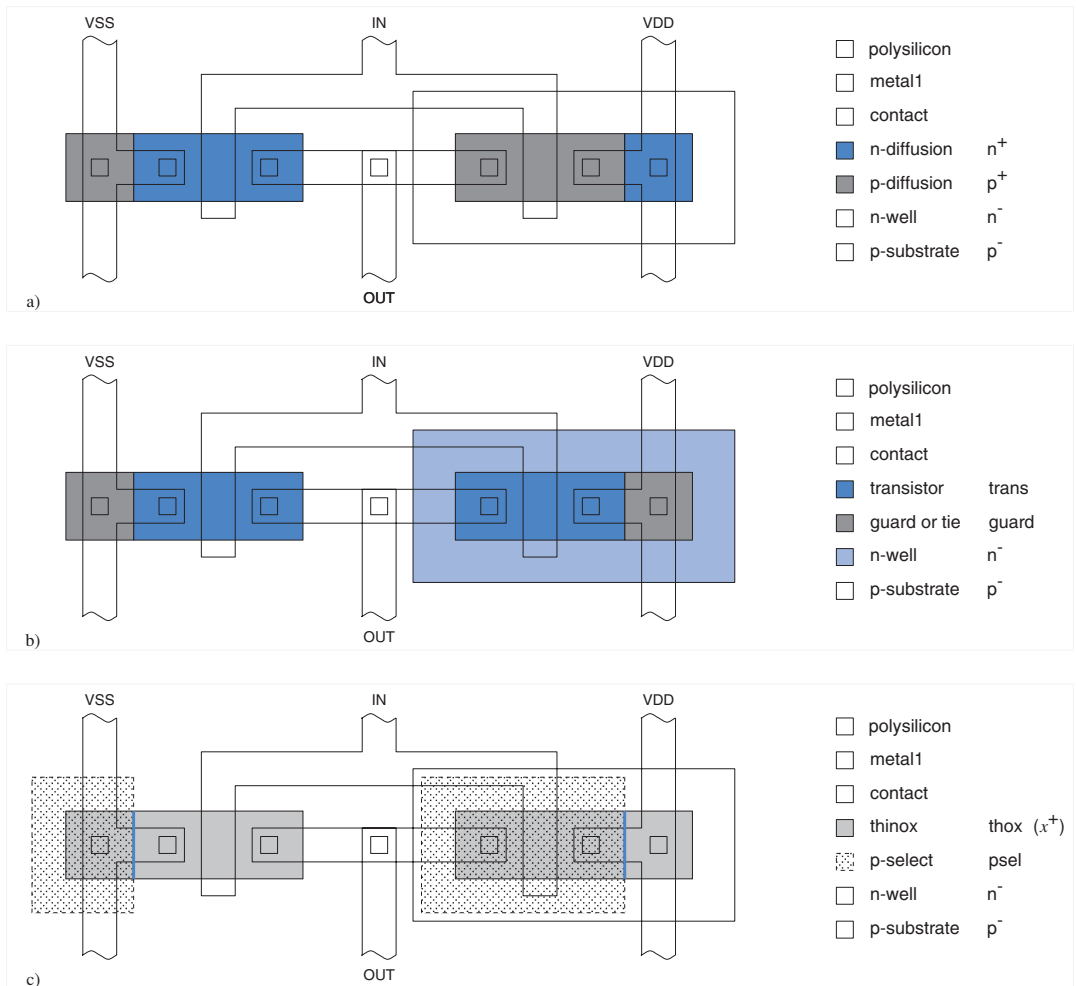 VSS
IN
VDD
polysilicon
metal1
contact
n-diffusion n+
p-diffusion p+
n-well n-
p-substrate p-
a)
OUT
VSS
IN
VDD
polysilicon
metal1
contact
transistor trans
guard or tie guard
n-well n-
p-substrate p-
b)
OUT
VSS
IN
VDD
polysilicon
metal1
contact
thinox thox (x+)
p-select psel
n-well n-
p-substrate p-
c)
OUT